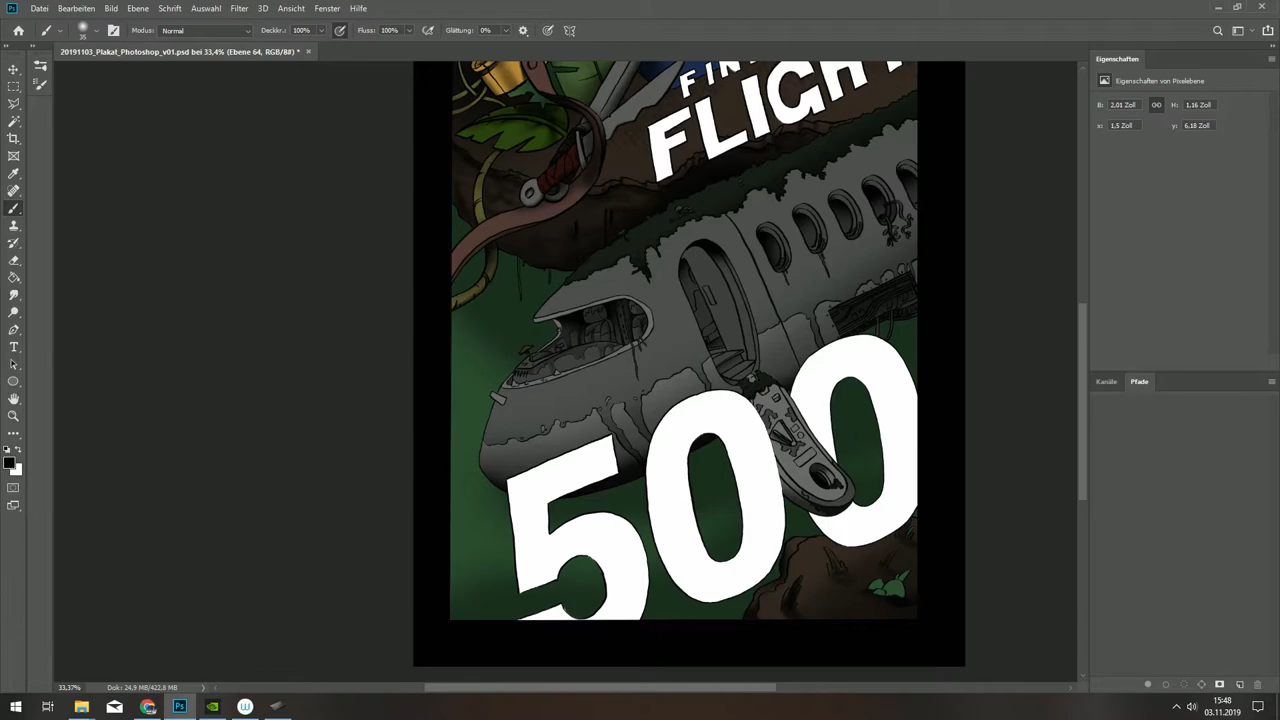 Datei Bearbeiten Bild Schrift Auswahl Filter 3D Ansicht Fenster Hilfe
35 Modus: Normal Deckkr.: 100% Fluss: 100% Glättung: 0%
20191103_Plakat_Photoshop_v01.psd bei 33,4% (Ebene 64, RGB/8#) *
Eigenschaften
Eigenschaften von Pixelebene
B: 2,01 Zoll H: 1,16 Zoll
x: 1,5 Zoll y: 6,18 Zoll
FLIGHT
500
Kanäle Pfade
33,37% Dok: 24,9 MB/422,8 MB
15:48
03.11.2019